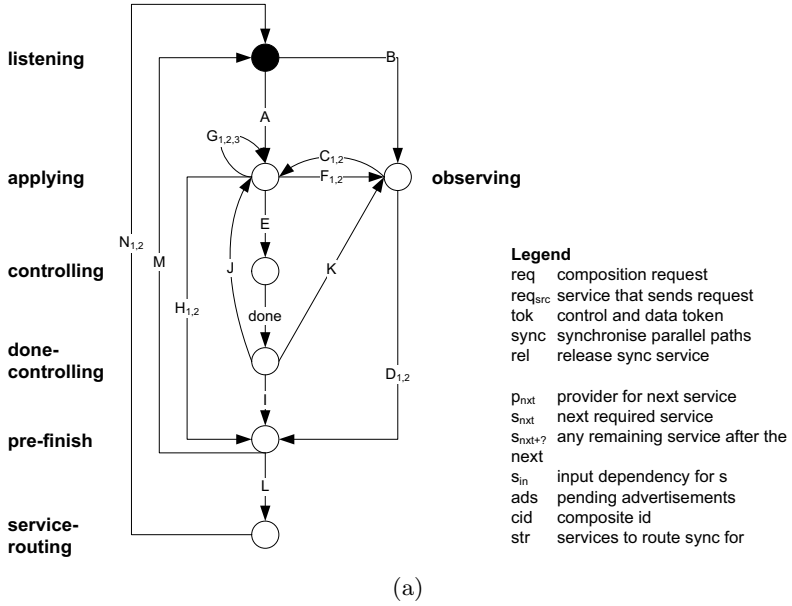 listening
B
A
G1,2,3
C1,2
applying
F1,2
observing
E
N1,2
M
J
K
controlling
H1,2
done
done-
controlling
D1,2
I
pre-finish
L
service-
routing
Legend
req composition request
reqsrc service that sends request
tok control and data token
sync synchronise parallel paths
rel release sync service
pnxt provider for next service
snxt next required service
snxt+? any remaining service after the
next
sin input dependency for s
ads pending advertisements
cid composite id
str services to route sync for
(a)